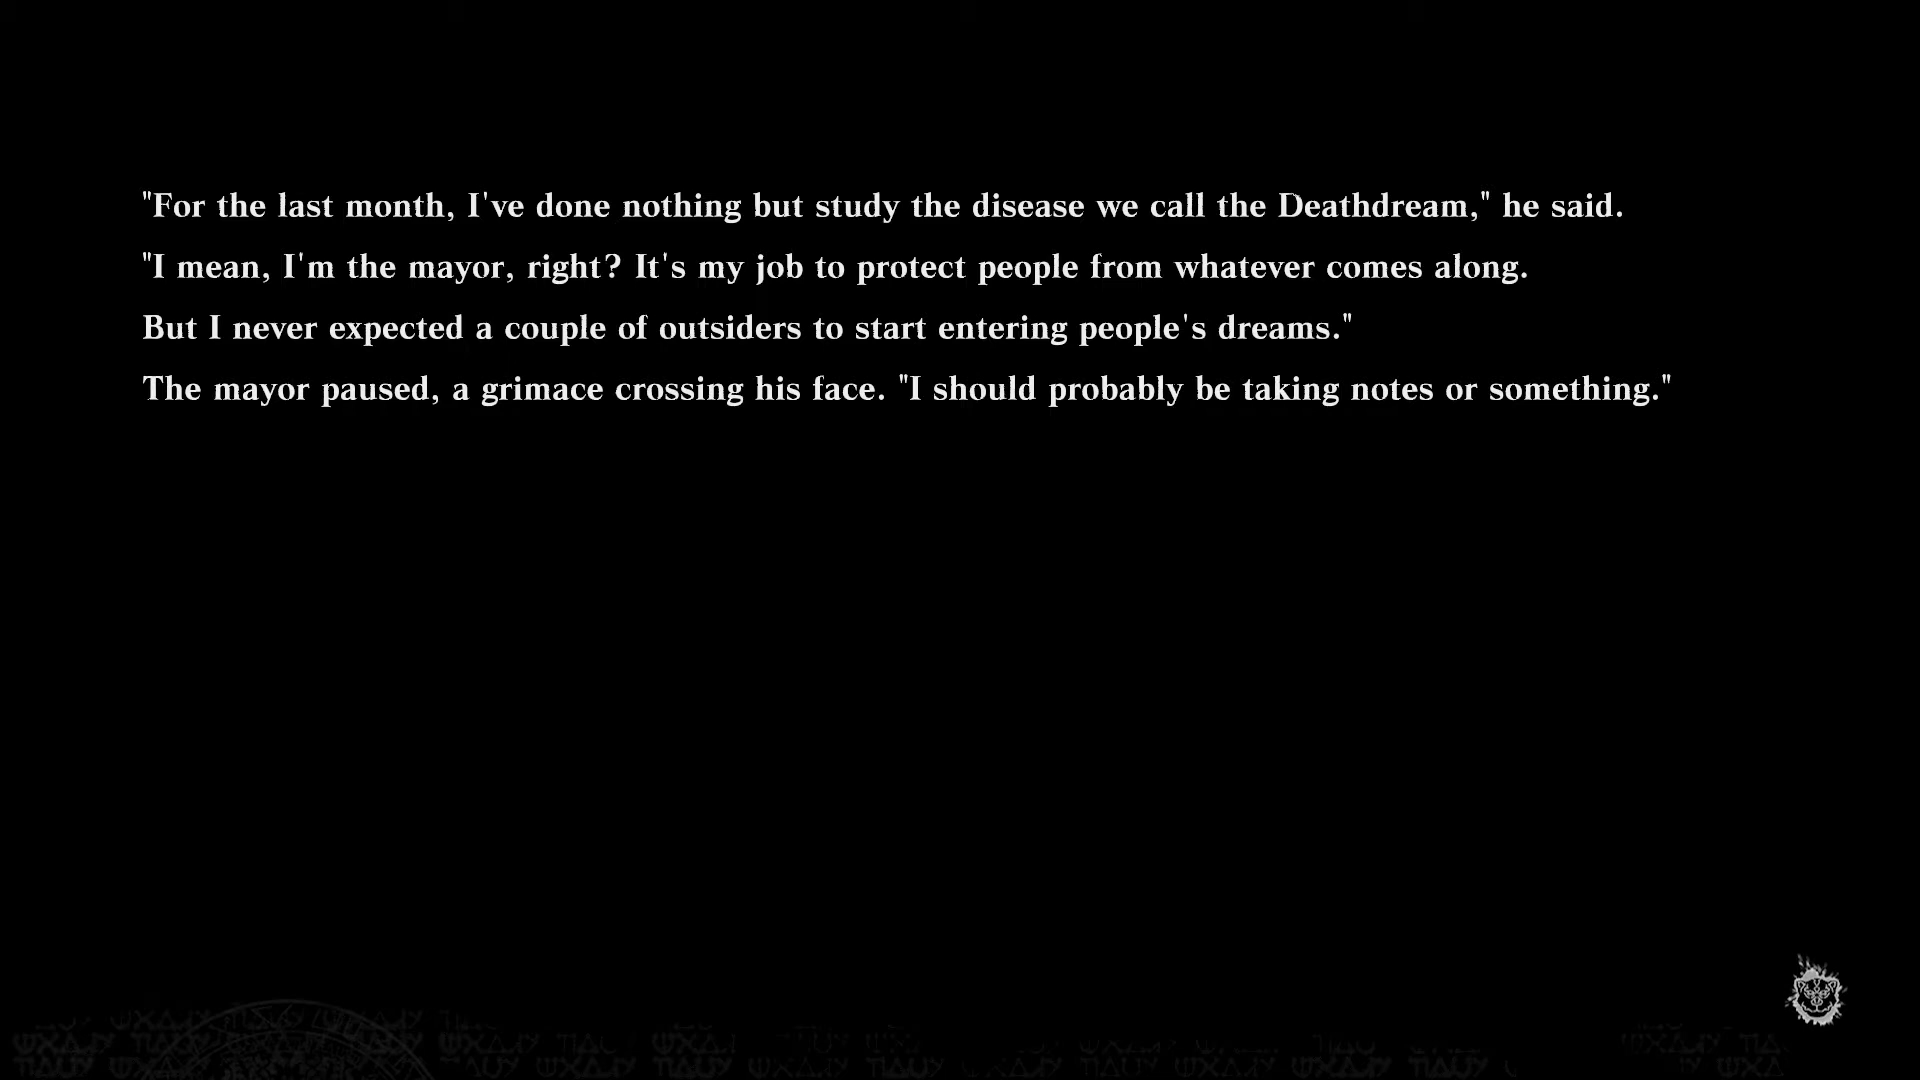 "For the last month, I've done nothing but study the disease we call the Deathdream," he said.
"I mean, I'm the mayor, right? It's my job to protect people from whatever comes along.
But I never expected a couple of outsiders to start entering people's dreams."
The mayor paused, a grimace crossing his face. "I should probably be taking notes or something."